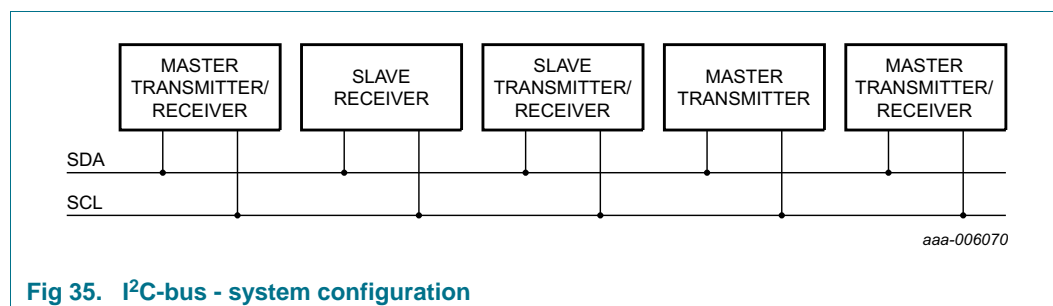 MASTER
TRANSMITTER/
RECEIVER
SLAVE
RECEIVER
SLAVE
TRANSMITTER/
RECEIVER
MASTER
TRANSMITTER
MASTER
TRANSMITTER/
RECEIVER
SDA
SCL
aaa-006070
Fig 35. I²C-bus - system configuration